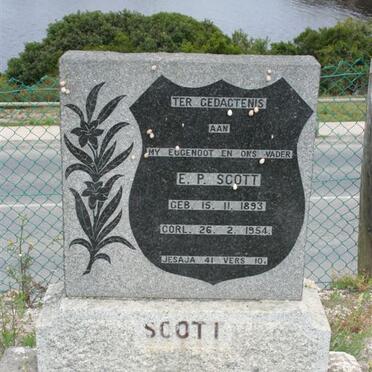 TER GEDACTENIS
AAN
MY EGGENOOT EN ONS VADER
E. P. SCOTT
GEB. 15. 11. 1893
OORL. 26. 2. 1954.
JESAJA 41 VERS 10.
SCOTT